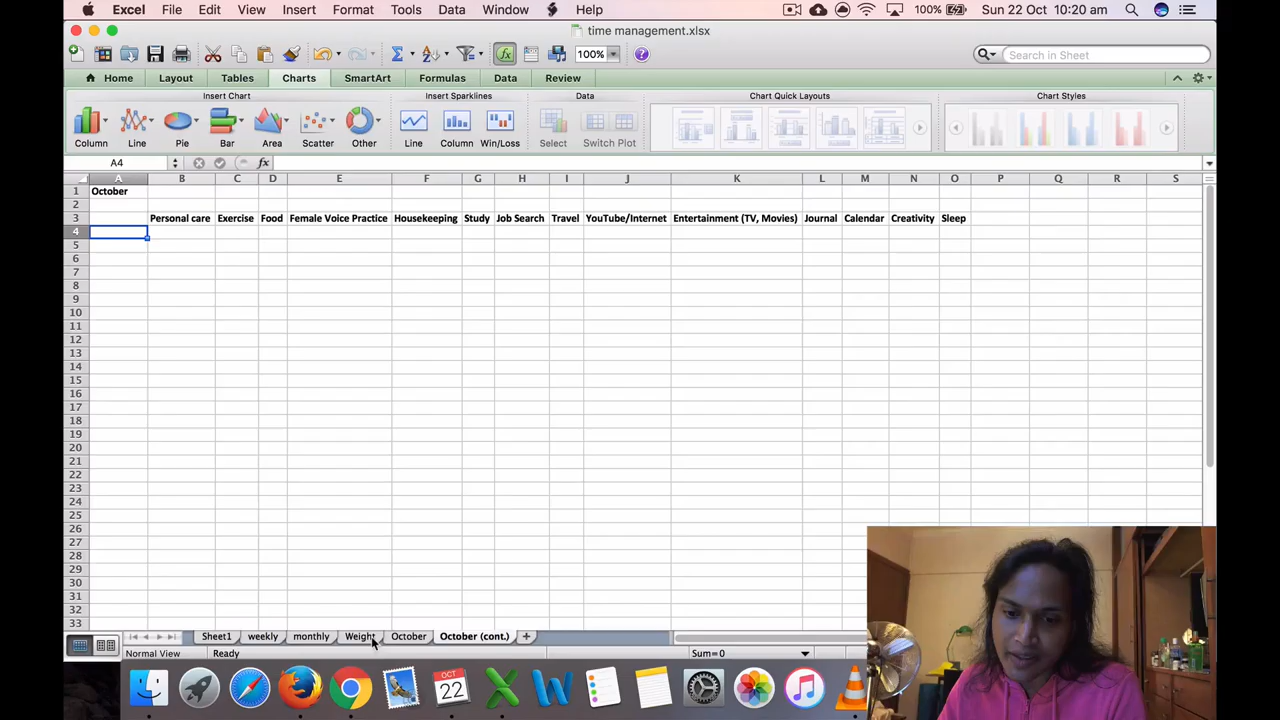 Excel File Edit View Insert Format Tools Data Window Help 100% Sun 22 Oct 10:20 am
time management.xlsx
100% Search in Sheet
Home Layout Tables Charts SmartArt Formulas Data Review
Insert Chart Insert Sparklines Data Chart Quick Layouts Chart Styles
Column Line Pie Bar Area Scatter Other Line Column Win/Loss Select Switch Plot
A4 fx
A B C D E F G H I J K L M N O P Q R S
1 October
2
3 Personal care Exercise Food Female Voice Practice Housekeeping Study Job Search Travel YouTube/Internet Entertainment (TV, Movies) Journal Calendar Creativity Sleep
4
5
6
7
8
9
10
11
12
13
14
15
16
17
18
19
20
21
22
23
24
25
26
27
28
29
30
31
32
33
Sheet1 weekly monthly Weight October October (cont.)
Normal View Ready Sum=0
OCT
22